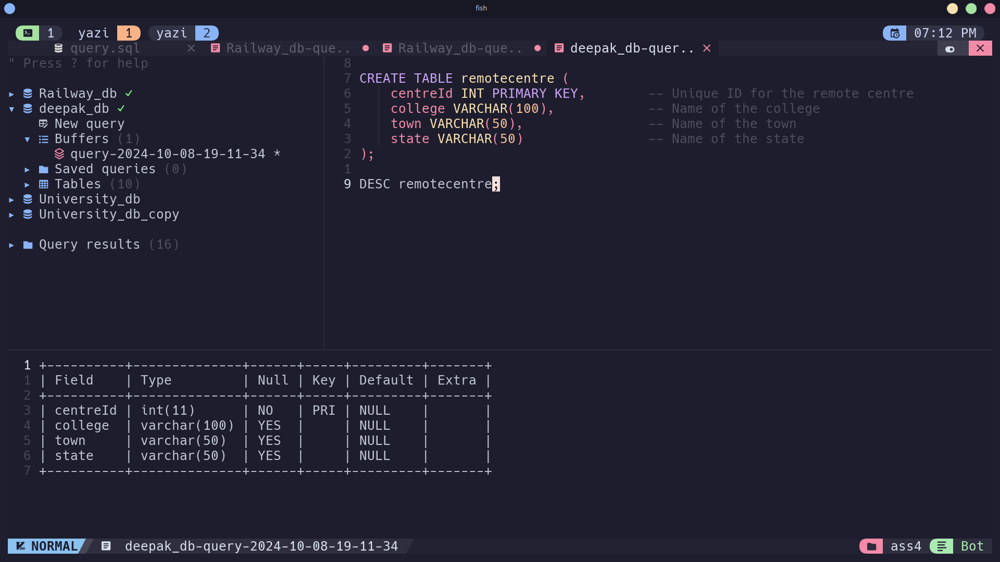 fish
1 yazi 1 yazi 2 07:12 PM
query.sql Railway_db-que.. Railway_db-que.. deepak_db-quer..
" Press ? for help
Railway_db
deepak_db
New query
Buffers (1)
query-2024-10-08-19-11-34 *
Saved queries (0)
Tables (10)
University_db
University_db_copy
Query results (16)
8
7 CREATE TABLE remotecentre (
6 centreId INT PRIMARY KEY, -- Unique ID for the remote centre
5 college VARCHAR(100), -- Name of the college
4 town VARCHAR(50), -- Name of the town
3 state VARCHAR(50) -- Name of the state
2 );
1
9 DESC remotecentre;
1 +----------+--------------+------+-----+---------+-------+
1 | Field    | Type         | Null | Key | Default | Extra |
2 +----------+--------------+------+-----+---------+-------+
3 | centreId | int(11)      | NO   | PRI | NULL    |       |
4 | college  | varchar(100) | YES  |     | NULL    |       |
5 | town     | varchar(50)  | YES  |     | NULL    |       |
6 | state    | varchar(50)  | YES  |     | NULL    |       |
7 +----------+--------------+------+-----+---------+-------+
NORMAL deepak_db-query-2024-10-08-19-11-34 ass4 Bot